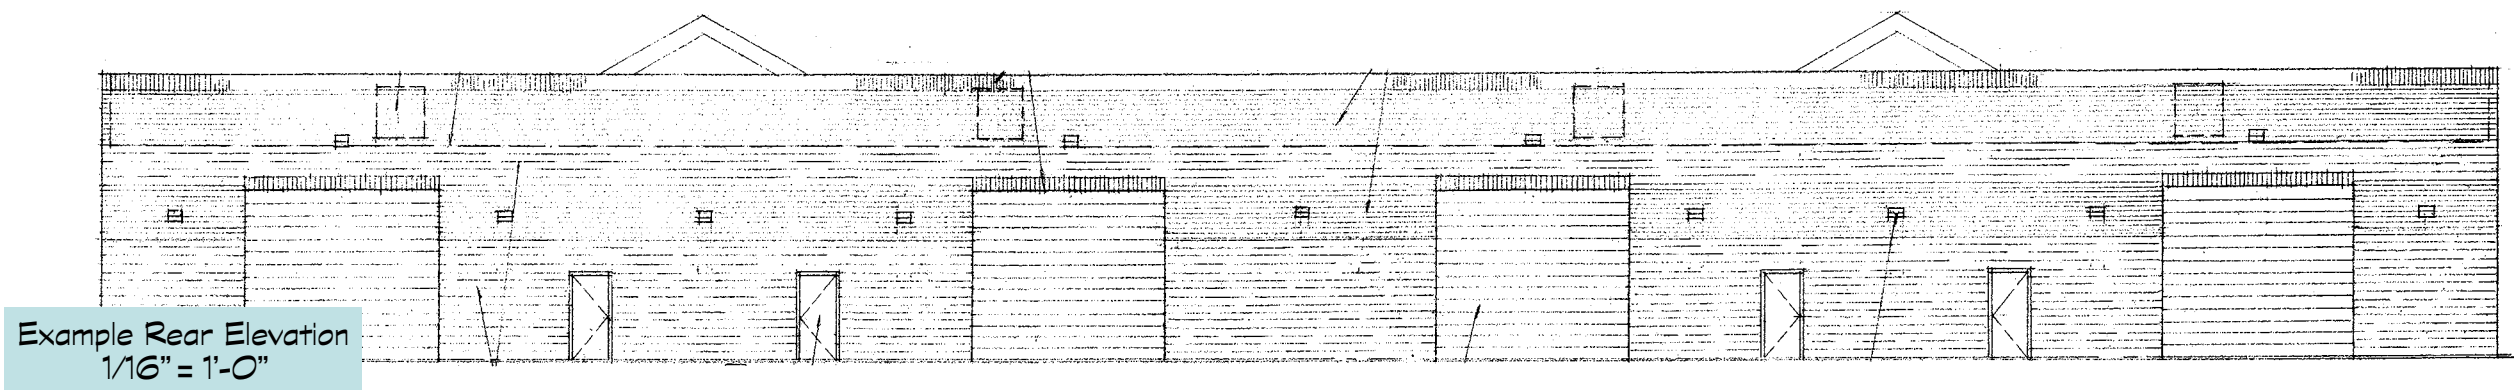 Example Rear Elevation
1/16" = 1'-0"